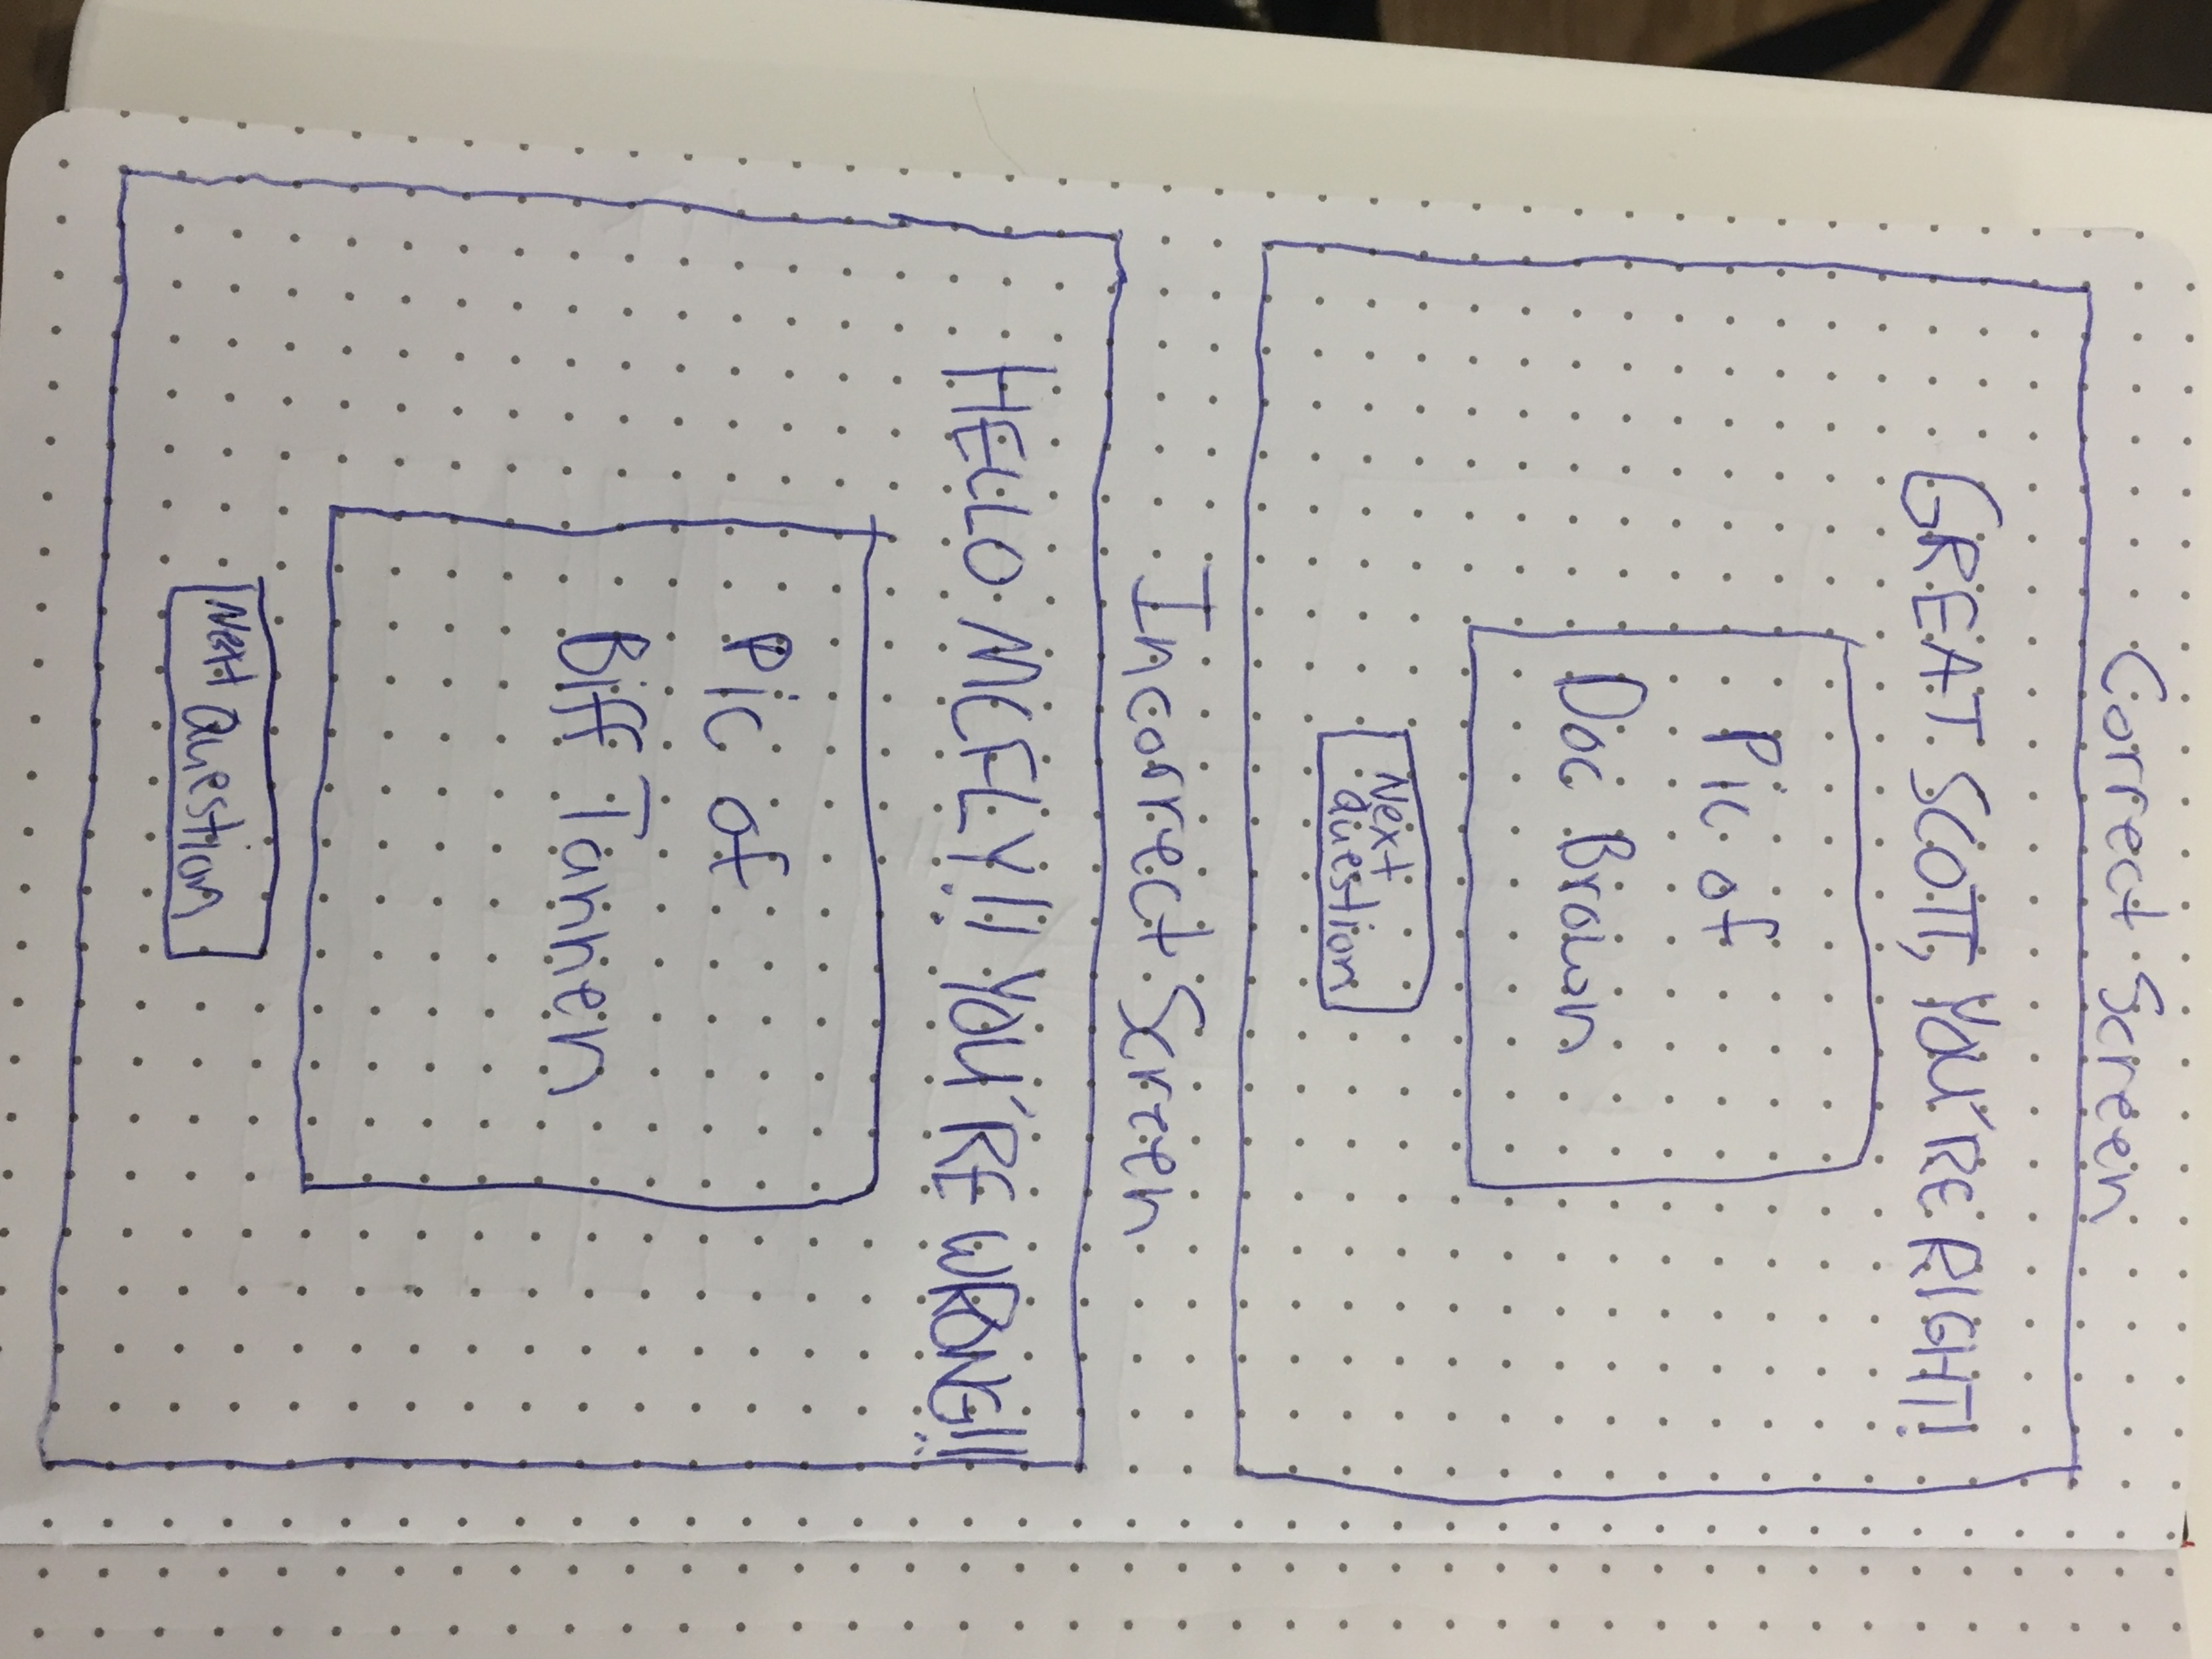 Correct Screen
GREAT SCOTT, YOU'RE RIGHT!
Pic of
Doc Brown
Next
Question
Incorrect Screen
HELLO MCFLY!! YOU'RE WRONG!!
Pic of
Biff Tannen
Next Question